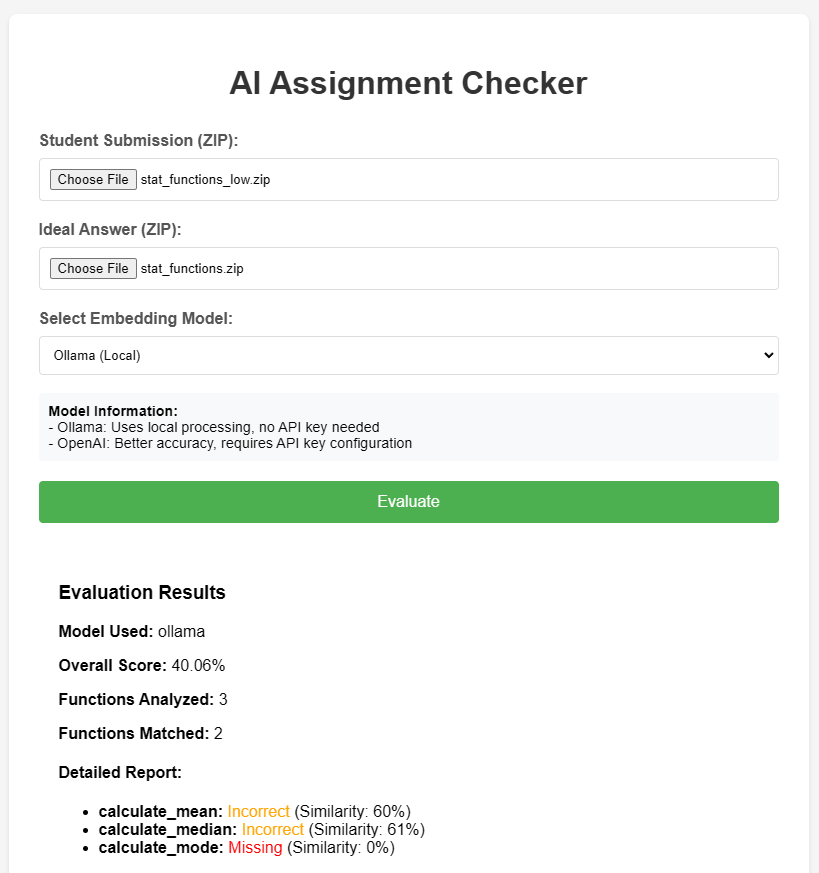 AI Assignment Checker
Student Submission (ZIP):
Choose File stat_functions_low.zip
Ideal Answer (ZIP):
Choose File stat_functions.zip
Select Embedding Model:
Ollama (Local)
Model Information:
- Ollama: Uses local processing, no API key needed
- OpenAI: Better accuracy, requires API key configuration
Evaluate
Evaluation Results
Model Used: ollama
Overall Score: 40.06%
Functions Analyzed: 3
Functions Matched: 2
Detailed Report:
• calculate_mean: Incorrect (Similarity: 60%)
• calculate_median: Incorrect (Similarity: 61%)
• calculate_mode: Missing (Similarity: 0%)